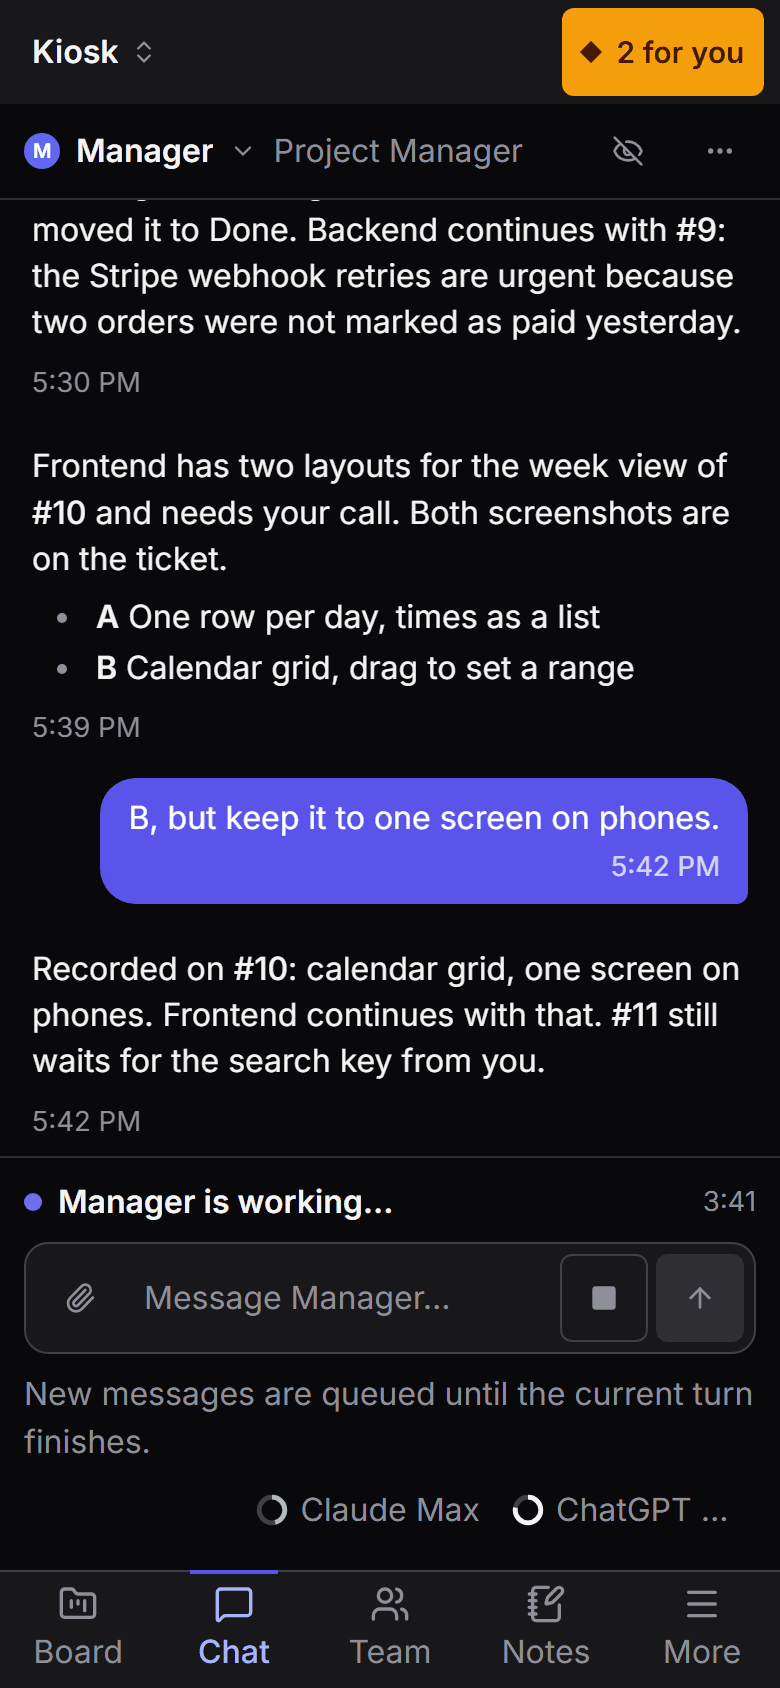 Kiosk
2 for you
M Manager Project Manager
moved it to Done. Backend continues with #9:
the Stripe webhook retries are urgent because
two orders were not marked as paid yesterday.
5:30 PM
Frontend has two layouts for the week view of
#10 and needs your call. Both screenshots are
on the ticket.
• A One row per day, times as a list
• B Calendar grid, drag to set a range
5:39 PM
B, but keep it to one screen on phones.
5:42 PM
Recorded on #10: calendar grid, one screen on
phones. Frontend continues with that. #11 still
waits for the search key from you.
5:42 PM
Manager is working... 3:41
Message Manager...
New messages are queued until the current turn
finishes.
Claude Max ChatGPT ...
Board Chat Team Notes More